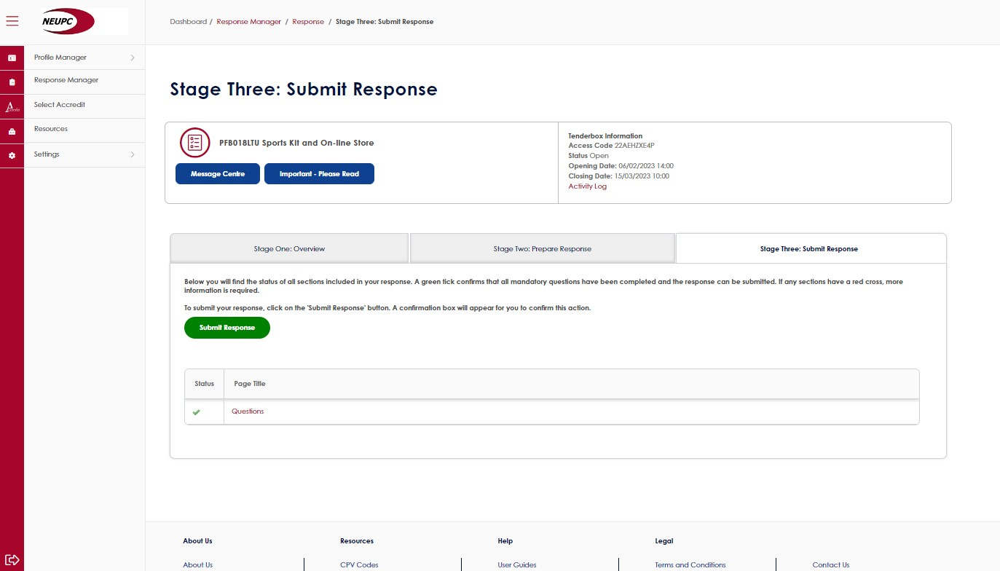 NEUPC
Dashboard / Response Manager / Response / Stage Three: Submit Response
Profile Manager
Response Manager
Select Accredit
Resources
Settings
Stage Three: Submit Response
PFB018LTU Sports Kit and On-line Store
Message Centre
Important - Please Read
Tenderbox Information
Access Code 22AEHZXE4P
Status Open
Opening Date: 06/02/2023 14:00
Closing Date: 15/03/2023 10:00
Activity Log
Stage One: Overview
Stage Two: Prepare Response
Stage Three: Submit Response
Below you will find the status of all sections included in your response. A green tick confirms that all mandatory questions have been completed and the response can be submitted. If any sections have a red cross, more
information is required.
To submit your response, click on the 'Submit Response' button. A confirmation box will appear for you to confirm this action.
Submit Response
Status Page Title
Questions
About Us
Resources
Help
Legal
About Us
CPV Codes
User Guides
Terms and Conditions
Contact Us